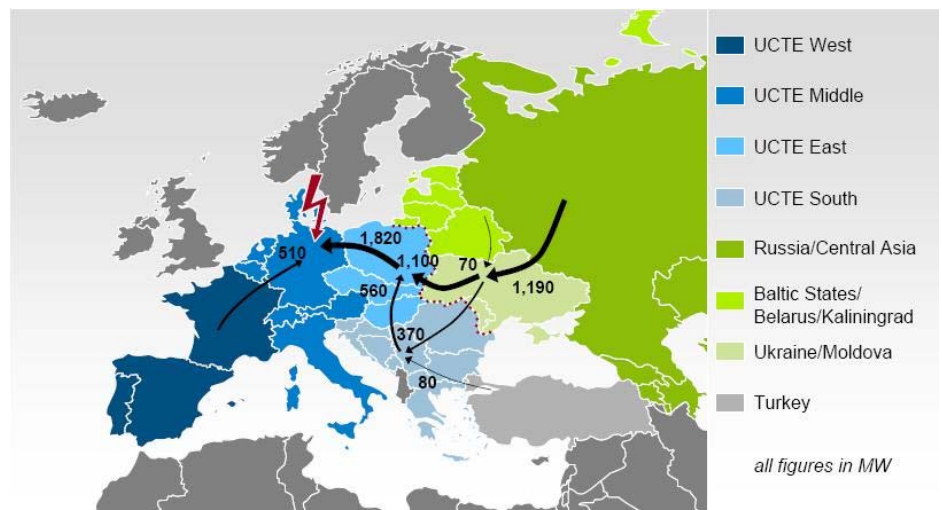 UCTE West
UCTE Middle
UCTE East
UCTE South
Russia/Central Asia
Baltic States/
Belarus/Kaliningrad
Ukraine/Moldova
Turkey
all figures in MW
1,820
510
1,100
70
560
1,190
370
80